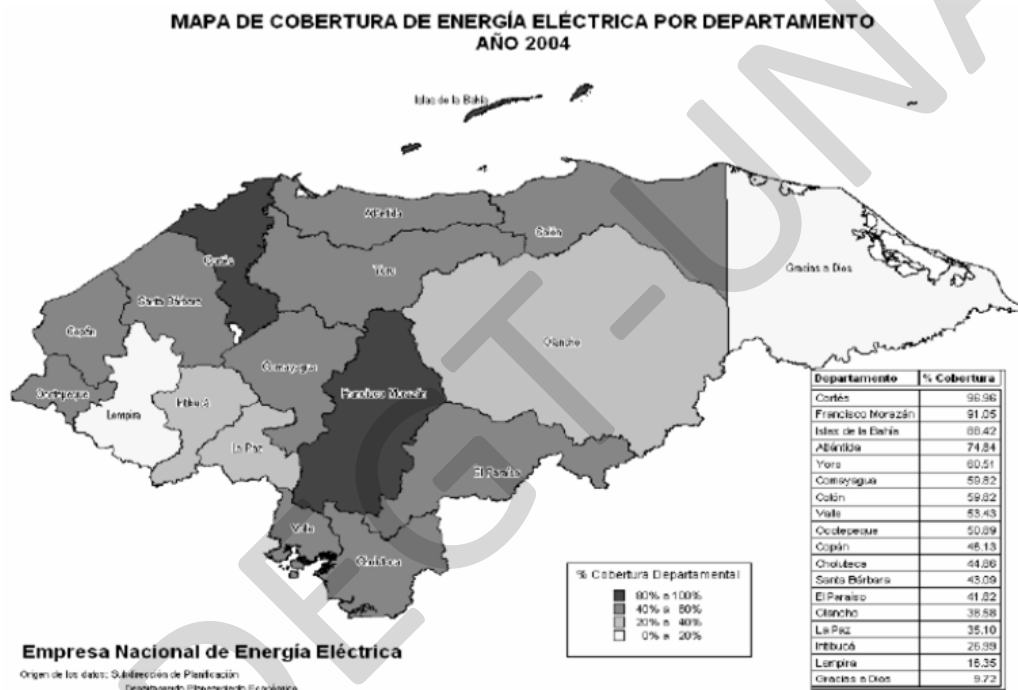 MAPA DE COBERTURA DE ENERGÍA ELÉCTRICA POR DEPARTAMENTO
AÑO 2004
Islas de la Bahía
Atlántida
Colón
Cortés
Yoro
Gracias a Dios
Santa Bárbara
Copán
Olancho
Comayagua
Ocotepeque
Francisco Morazán
Intibucá
Lempira
La Paz
El Paraíso
Valle
Choluteca
Departamento % Cobertura
Cortés 96.96
Francisco Morazán 91.05
Islas de la Bahía 88.42
Atlántida 74.84
Yoro 60.51
Comayagua 59.82
Colón 59.82
Valle 53.43
Ocotepeque 50.89
Copán 46.13
Choluteca 44.86
Santa Bárbara 43.09
El Paraíso 41.82
Olancho 38.58
La Paz 35.10
Intibucá 26.99
Lempira 16.35
Gracias a Dios 9.72
% Cobertura Departamental
80% a 100%
40% a 80%
20% a 40%
0% a 20%
Empresa Nacional de Energía Eléctrica
Origen de los datos: Subdirección de Planificación
Departamento Planeamiento Económico
DEGT-UNA